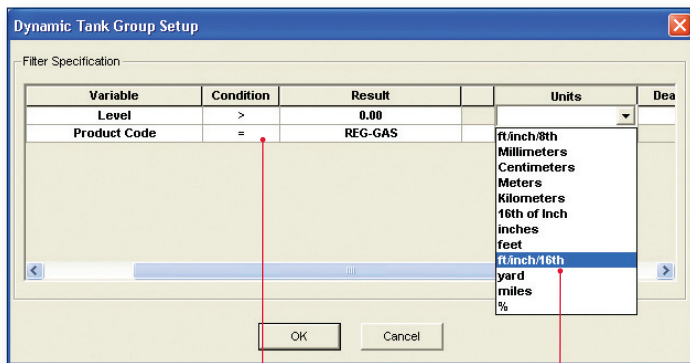 Dynamic Tank Group Setup
Filter Specification
Variable Condition Result Units Dea
Level > 0.00
Product Code = REG-GAS
ft/inch/8th
Millimeters
Centimeters
Meters
Kilometers
16th of Inch
inches
feet
ft/inch/16th
yard
miles
%
OK Cancel